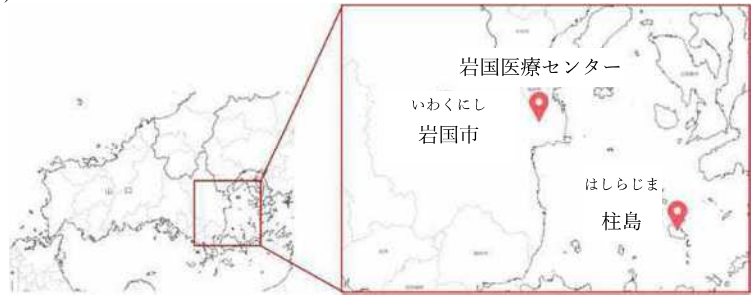 岩国医療センター
いわくにし
岩国市
はしらじま
柱島
山口